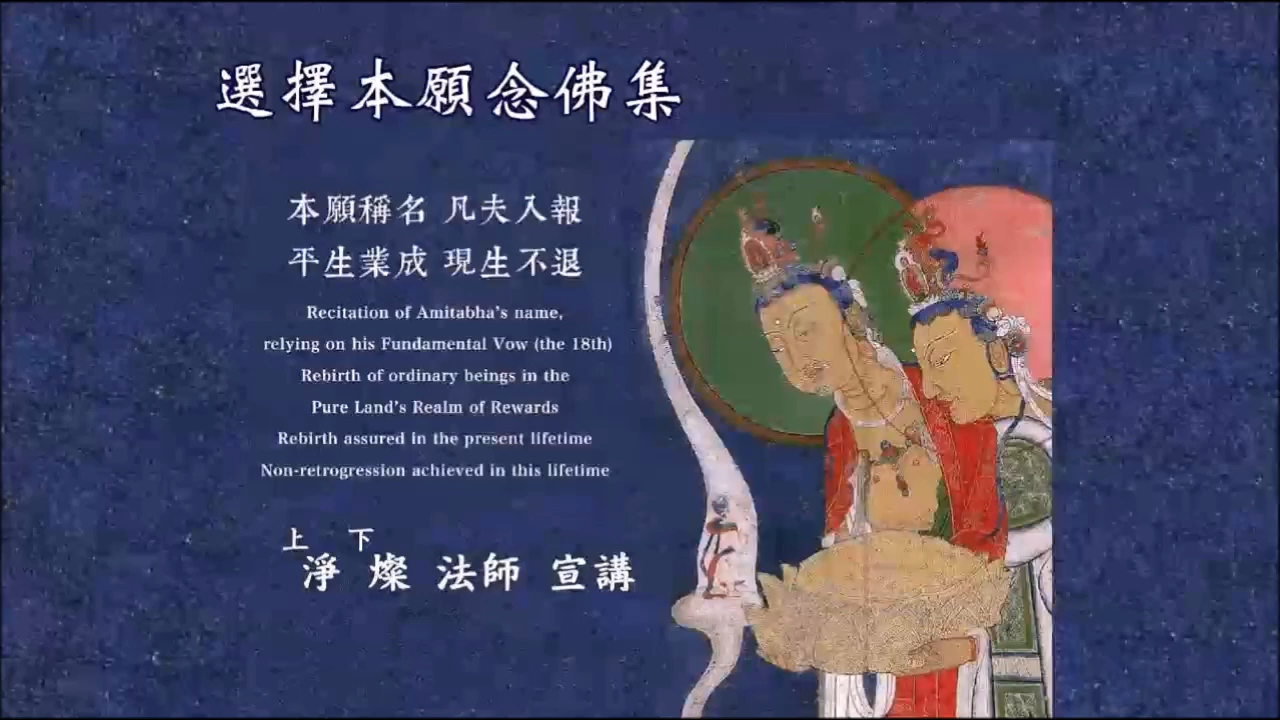 選擇本願念佛集
本願稱名 凡夫入報
平生業成 現生不退
Recitation of Amitabha's name,
relying on his Fundamental Vow (the 18th)
Rebirth of ordinary beings in the
Pure Land's Realm of Rewards
Rebirth assured in the present lifetime
Non-retrogression achieved in this lifetime
上 下
淨 燦 法師 宣講